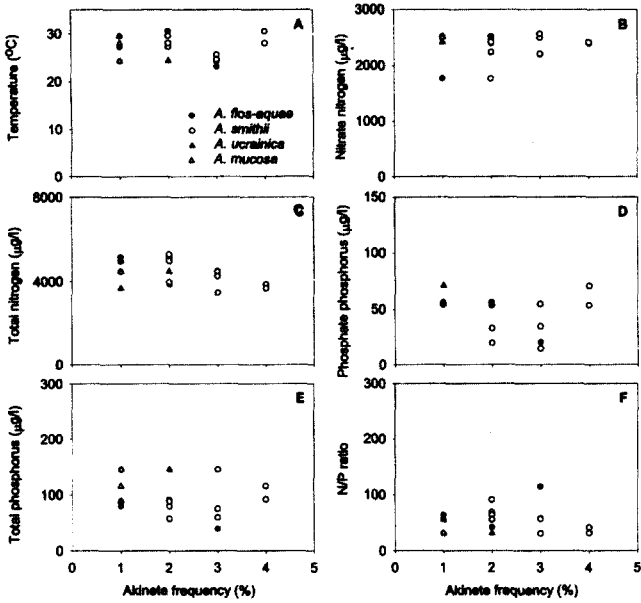 A
Temperature (ºC)
30
20
10
0
A. flos-aquae
A. smithii
A. ucrainica
A. mucosa
B
Nitrate nitrogen (µg/l)
3000
2000
1000
0
C
Total nitrogen (µg/l)
8000
4000
0
D
Phosphate phosphorus (µg/l)
150
100
50
0
E
Total phosphorus (µg/l)
300
200
100
0
0 1 2 3 4 5
Akinete frequency (%)
F
N/P ratio
300
200
100
0
0 1 2 3 4 5
Akinete frequency (%)